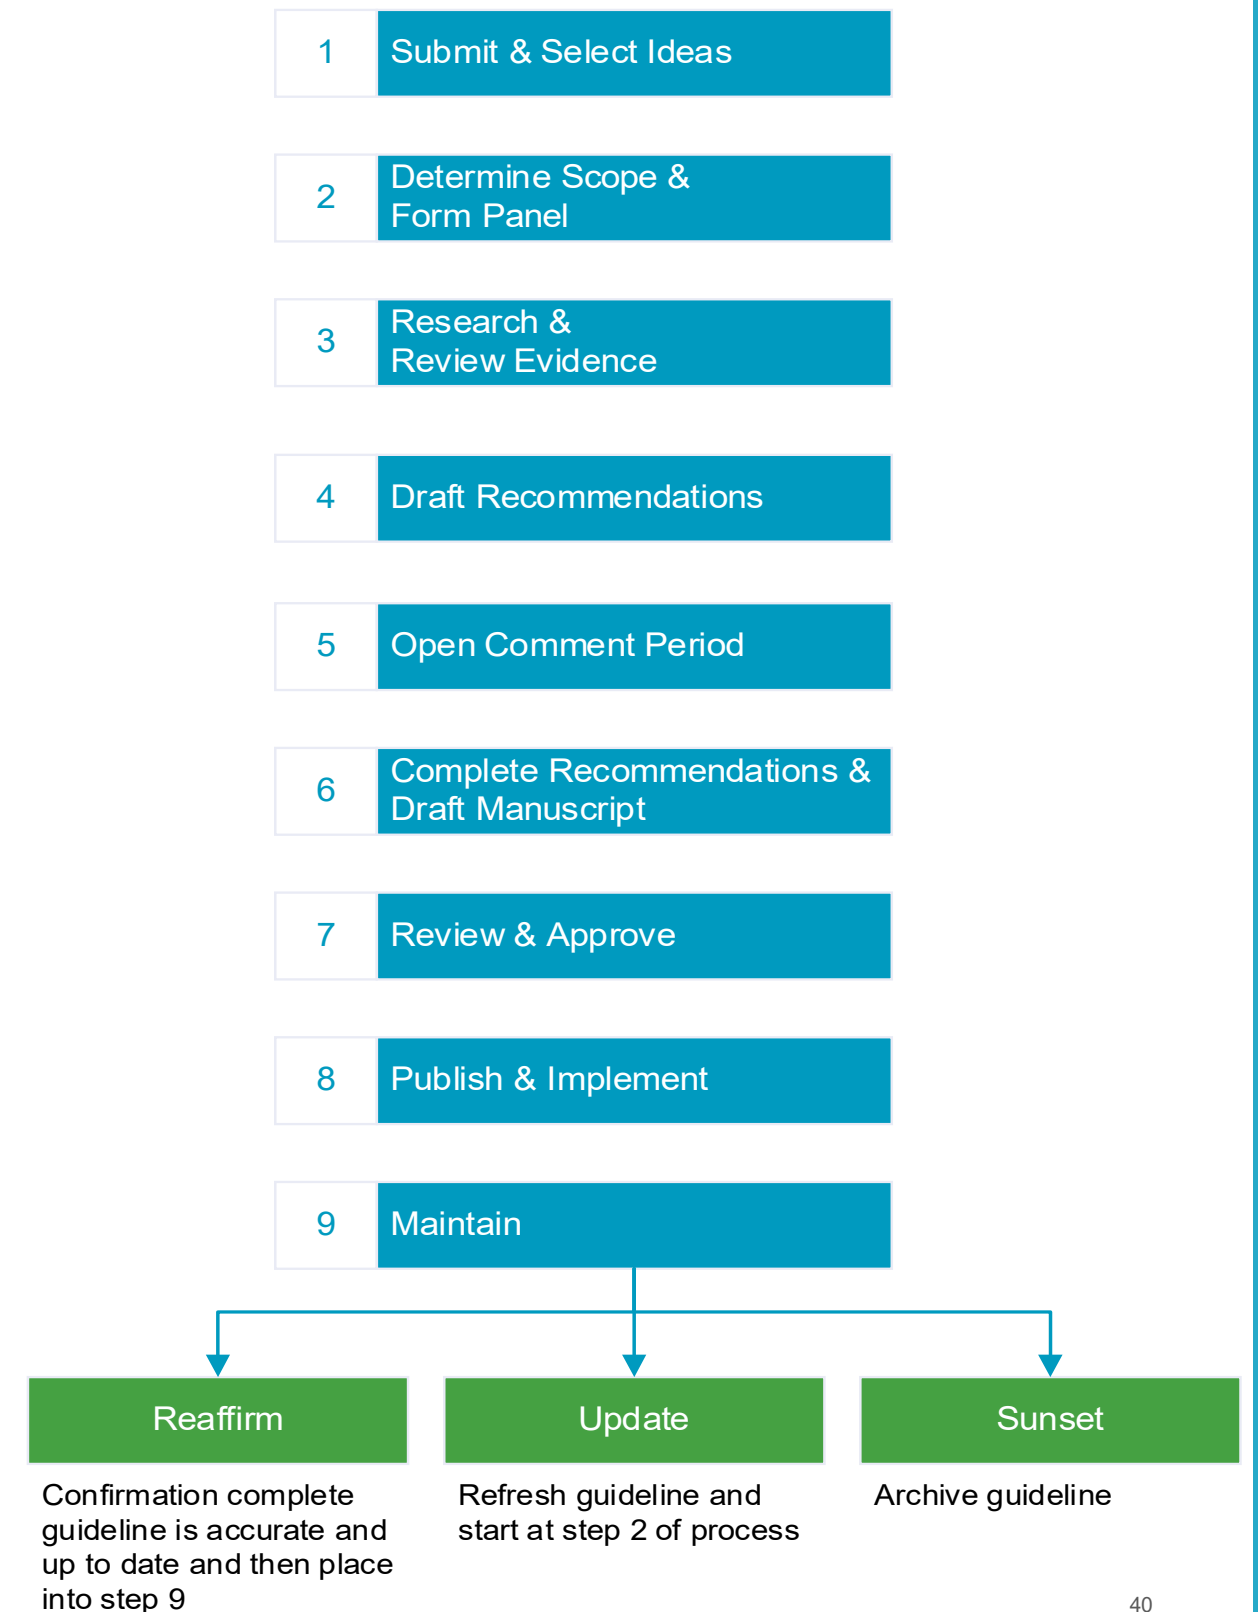 1
Submit & Select Ideas
2
Determine Scope &
Form Panel
3
Research &
Review Evidence
4
Draft Recommendations
5
Open Comment Period
6
Complete Recommendations &
Draft Manuscript
7
Review & Approve
8
Publish & Implement
9
Maintain
Reaffirm
Confirmation complete
guideline is accurate and
up to date and then place
into step 9
Update
Refresh guideline and
start at step 2 of process
Sunset
Archive guideline
40